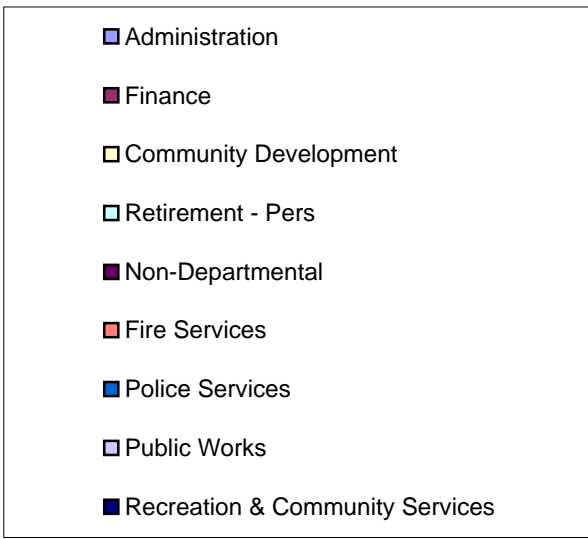 Administration
Finance
Community Development
Retirement - Pers
Non-Departmental
Fire Services
Police Services
Public Works
Recreation & Community Services